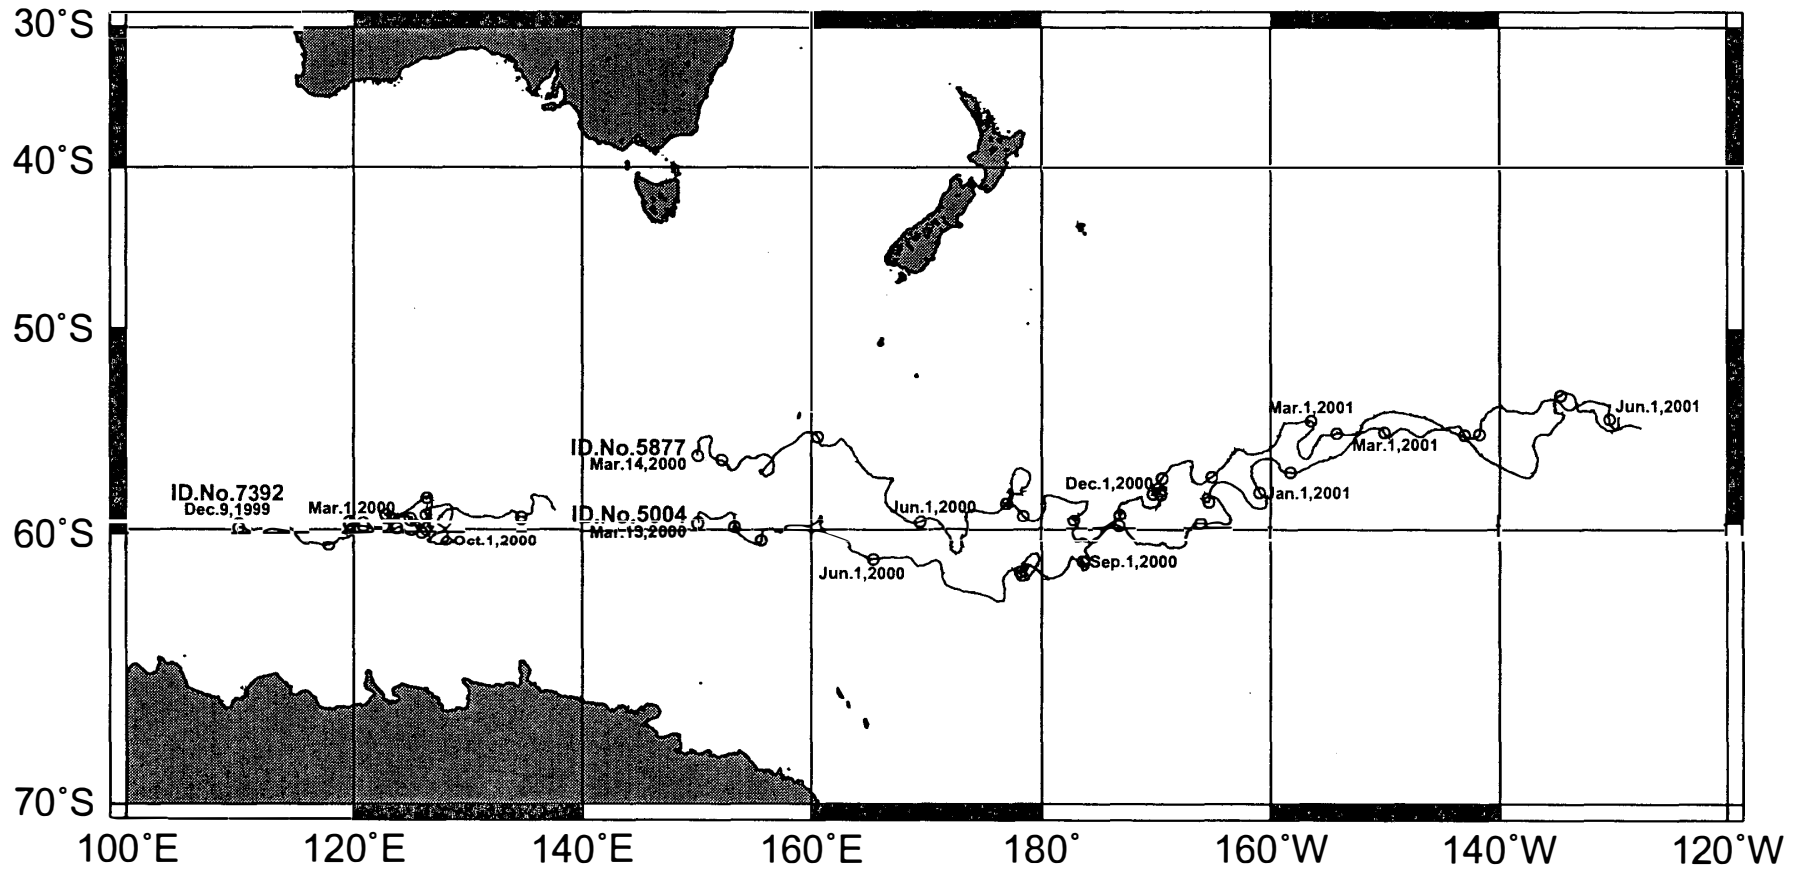 30°S
40°S
50°S
60°S
70°S
100°E
120°E
140°E
160°E
180°
160°W
140°W
120°W
ID.No.5877
Mar.14,2000
ID.No.7392
Dec.9,1999
Mar.1,2000
Oct.1,2000
ID.No.5004
Mar.13,2000
Jun.1,2000
Jun.1,2000
Dec.1,2000
Sep.1,2000
Jan.1,2001
Mar.1,2001
Mar.1,2001
Jun.1,2001